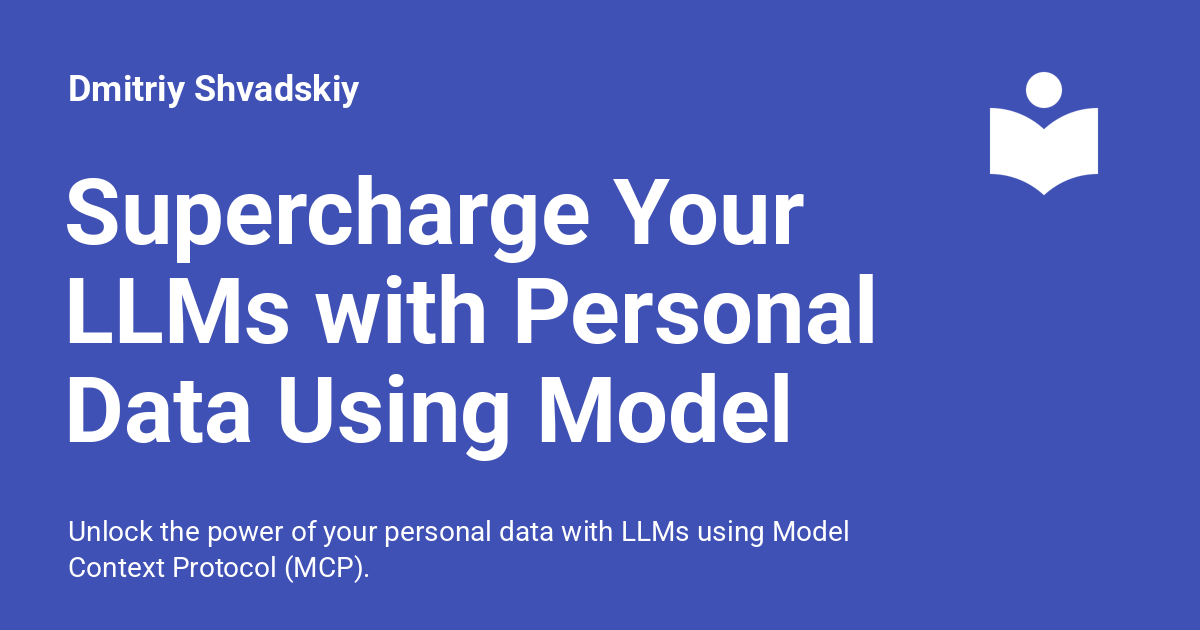 Dmitriy Shvadskiy
Supercharge Your
LLMs with Personal
Data Using Model
Unlock the power of your personal data with LLMs using Model
Context Protocol (MCP).